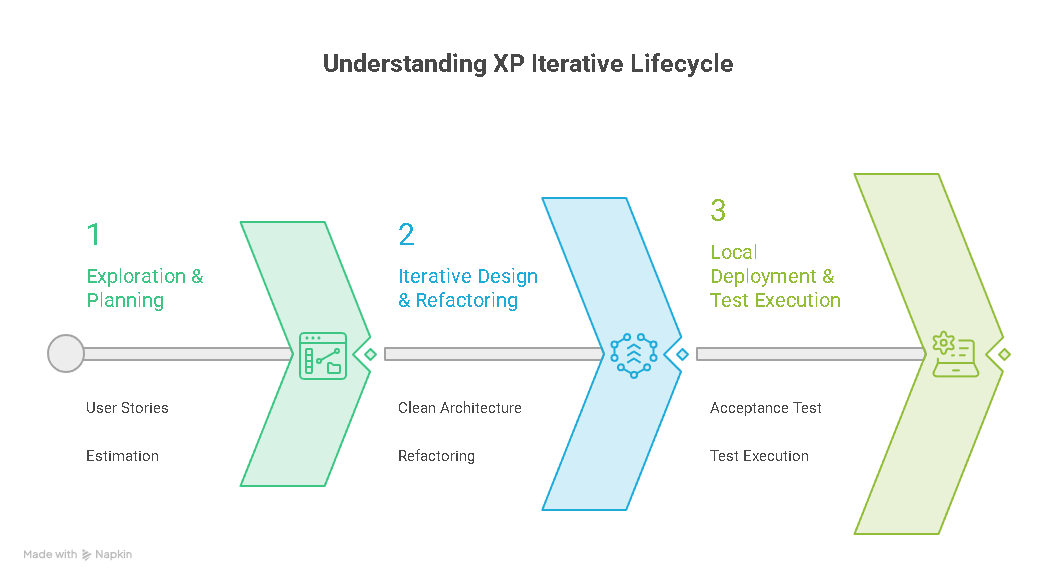 Understanding XP Iterative Lifecycle
1
Exploration &
Planning
User Stories
Estimation
2
Iterative Design
& Refactoring
Clean Architecture
Refactoring
3
Local
Deployment &
Test Execution
Acceptance Test
Test Execution
Made with Napkin